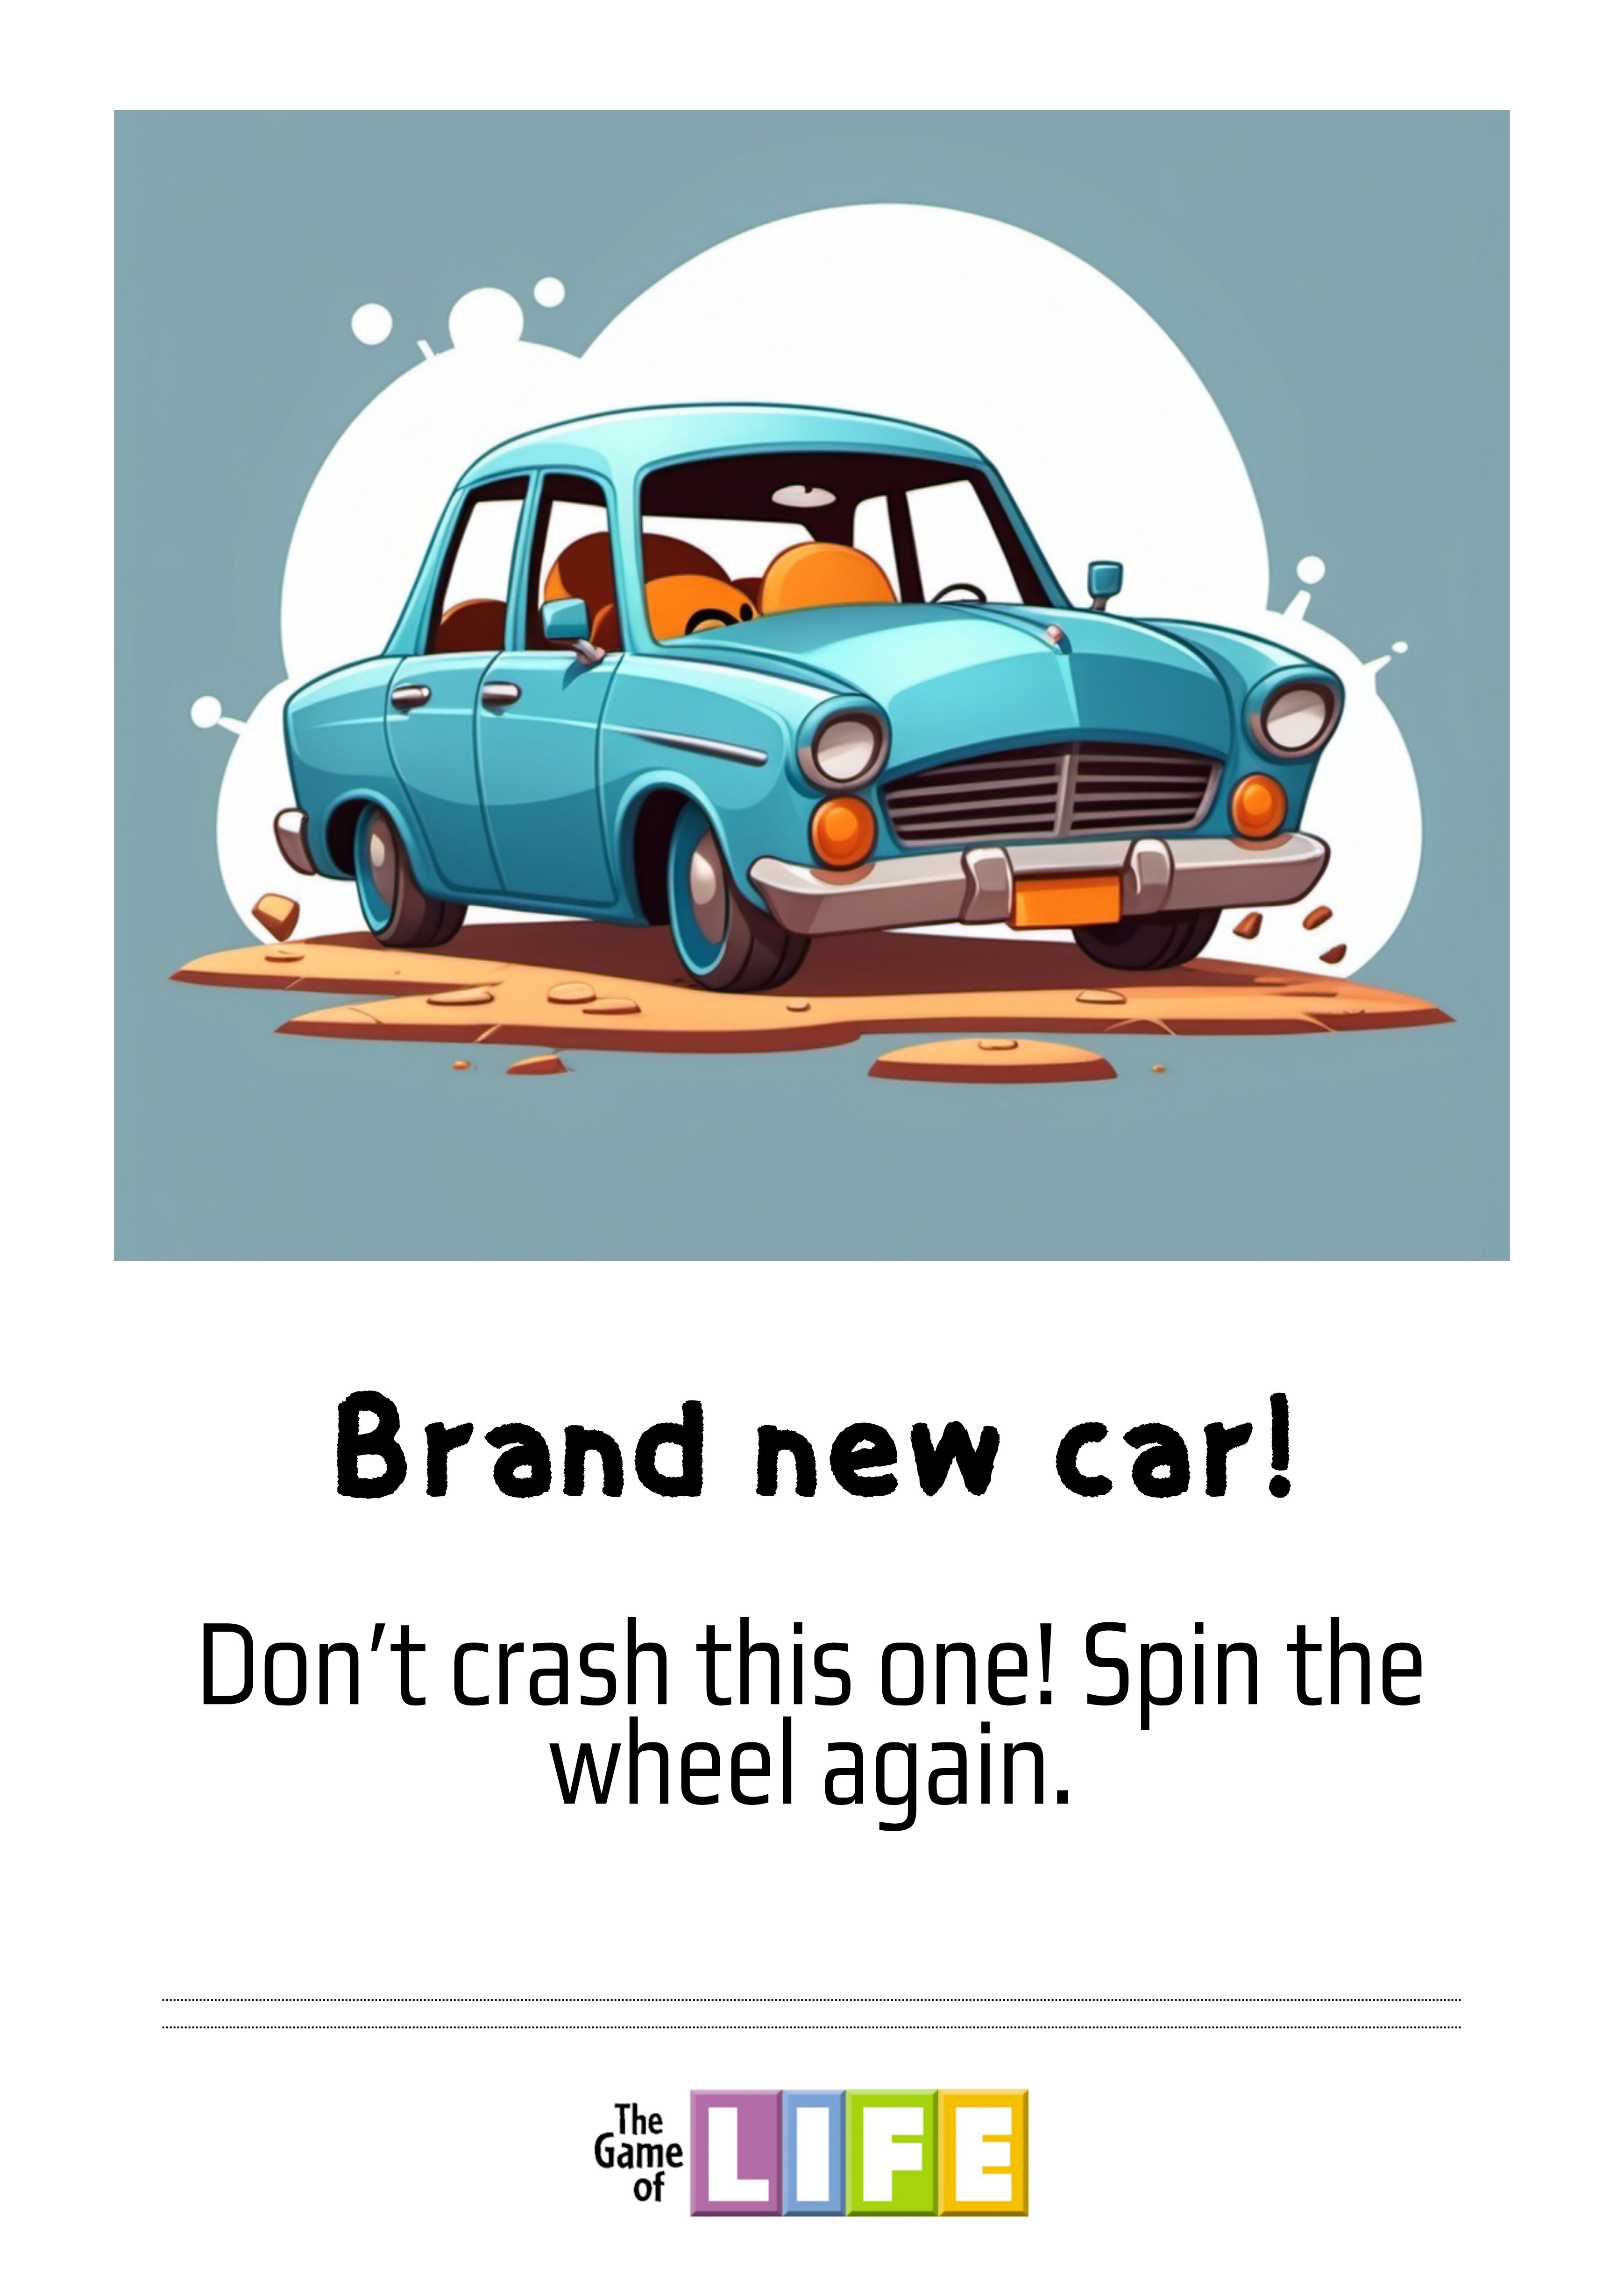 Brand new car!
Don’t crash this one! Spin the
wheel again.
The
Game
of
LIFE